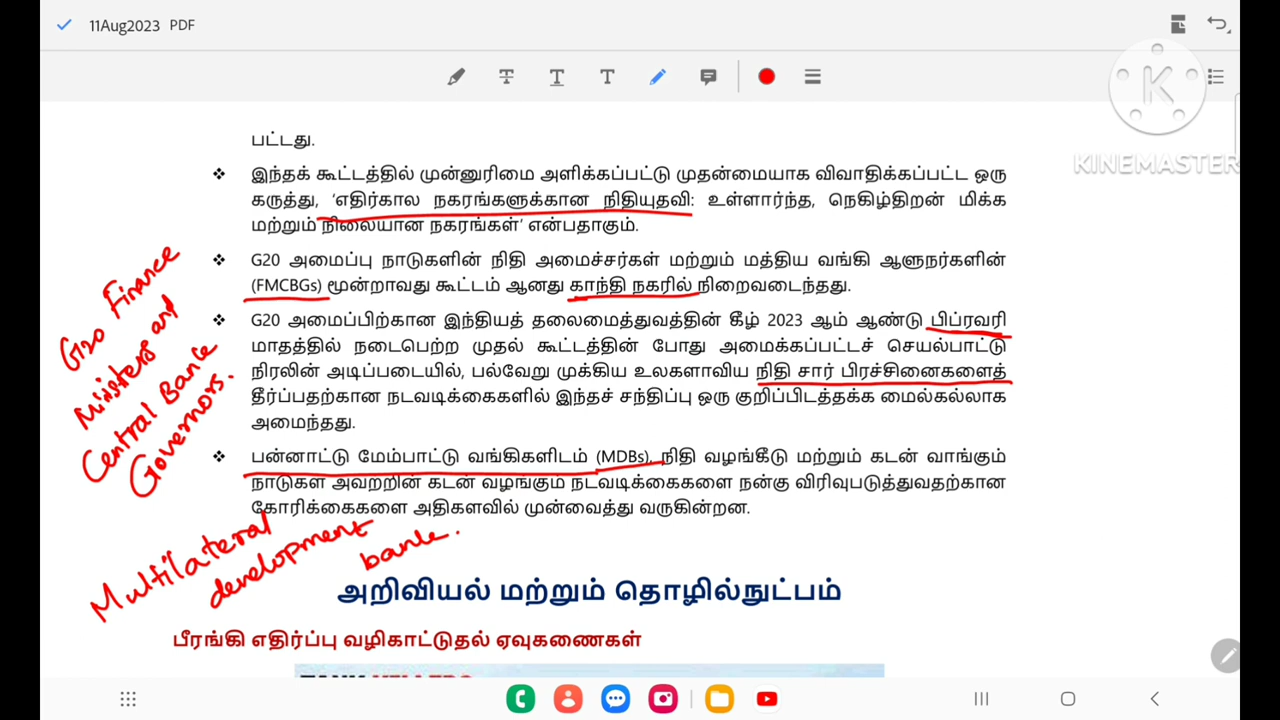 11Aug2023 PDF
KINEMASTER
பட்டது.
❖ இந்தக் கூட்டத்தில் முன்னுரிமை அளிக்கப்பட்டு முதன்மையாக விவாதிக்கப்பட்ட ஒரு
கருத்து, ‘எதிர்கால நகரங்களுக்கான நிதியுதவி: உள்ளார்ந்த, நெகிழ்திறன் மிக்க
மற்றும் நிலையான நகரங்கள்’ என்பதாகும்.
❖ G20 அமைப்பு நாடுகளின் நிதி அமைச்சர்கள் மற்றும் மத்திய வங்கி ஆளுநர்களின்
(FMCBGs) மூன்றாவது கூட்டம் ஆனது காந்தி நகரில் நிறைவடைந்தது.
❖ G20 அமைப்பிற்கான இந்தியத் தலைமைத்துவத்தின் கீழ் 2023 ஆம் ஆண்டு பிப்ரவரி
மாதத்தில் நடைபெற்ற முதல் கூட்டத்தின் போது அமைக்கப்பட்டச் செயல்பாட்டு
நிரலின் அடிப்படையில், பல்வேறு முக்கிய உலகளாவிய நிதி சார் பிரச்சினைகளைத்
தீர்ப்பதற்கான நடவடிக்கைகளில் இந்தச் சந்திப்பு ஒரு குறிப்பிடத்தக்க மைல்கல்லாக
அமைந்தது.
❖ பன்னாட்டு மேம்பாட்டு வங்கிகளிடம் (MDBs), நிதி வழங்கீடு மற்றும் கடன் வாங்கும்
நாடுகள் அவற்றின் கடன் வழங்கும் நடவடிக்கைகளை நன்கு விரிவுபடுத்துவதற்கான
கோரிக்கைகளை அதிகளவில் முன்வைத்து வருகின்றன.
G20 Finance
Ministers and
Central Bank
Governors.
Multilateral
development
bank.
அறிவியல் மற்றும் தொழில்நுட்பம்
பீரங்கி எதிர்ப்பு வழிகாட்டுதல் ஏவுகணைகள்
TANK KILLERS